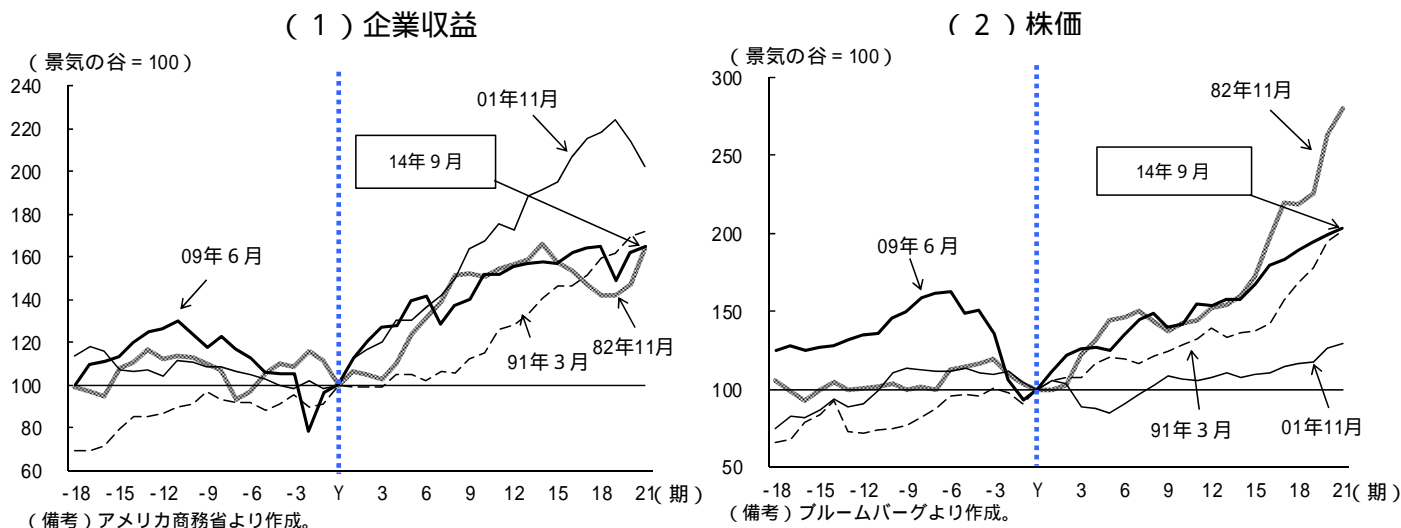 （１）企業収益
（景気の谸＝100）
240
220
200
180
160
140
120
100
80
60
01年11月
14年９月
09年６月
91年３月
82年11月
-18 -15 -12 -9 -6 -3 Y 3 6 9 12 15 18 21（期）
（備考）アメリカ商務省より作成。
（２）株価
（景気の谷＝100）
300
250
200
150
100
50
82年11月
14年９月
09年６月
91年３月
01年11月
-18 -15 -12 -9 -6 -3 Y 3 6 9 12 15 18 21（期）
（備考）ブルームバーグより作成。